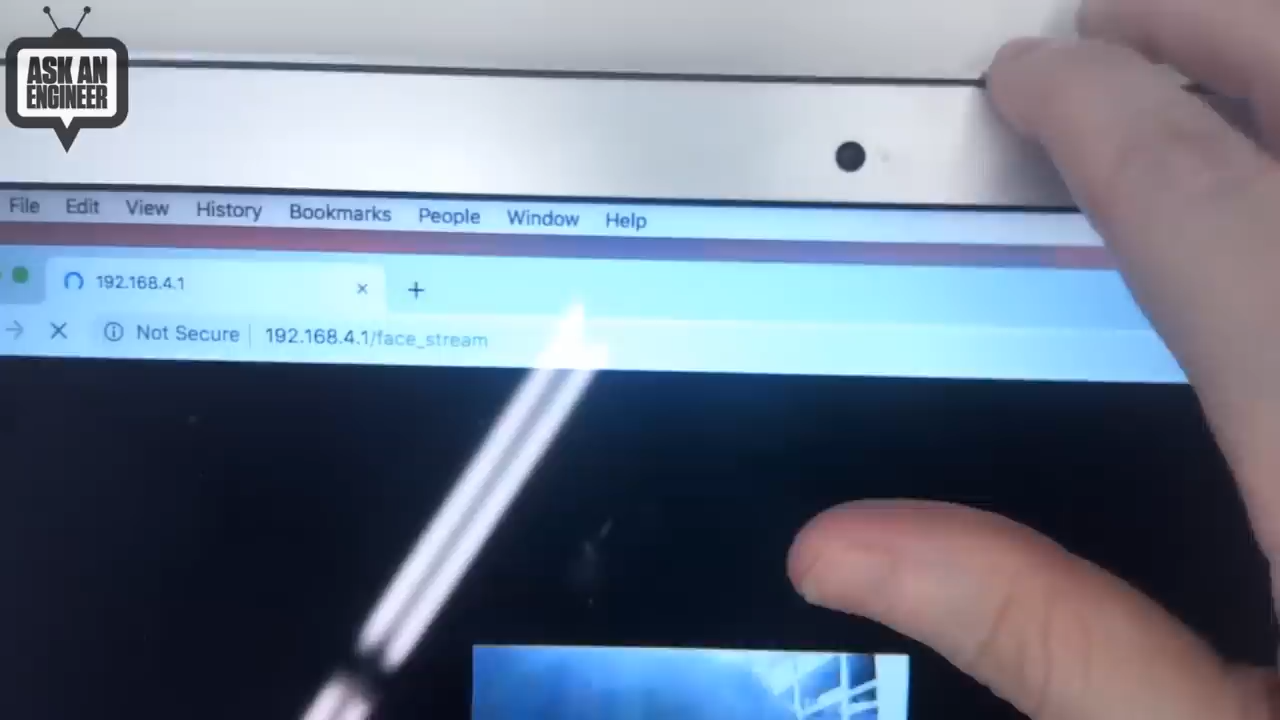 ASK AN
ENGINEER
File Edit View History Bookmarks People Window Help
192.168.4.1
Not Secure 192.168.4.1/face_stream